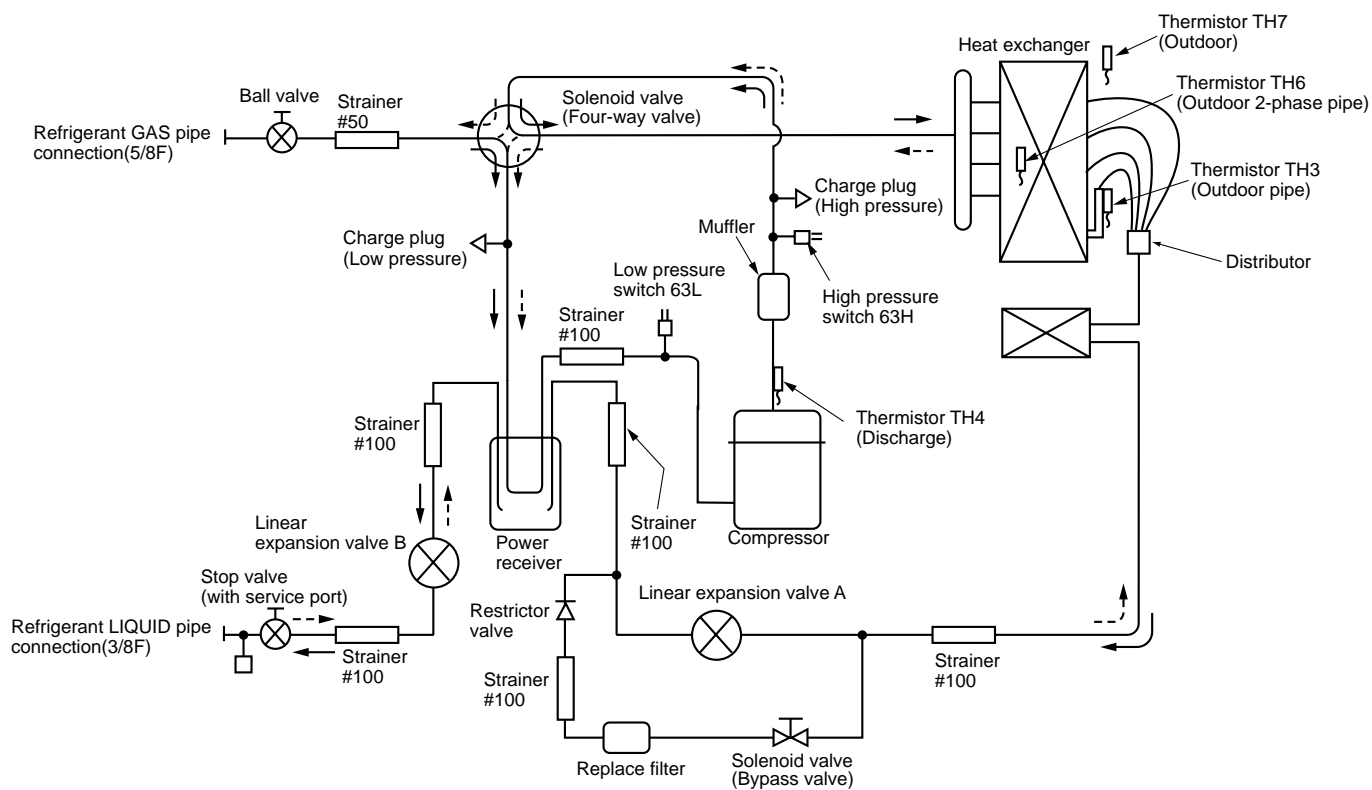 Thermistor TH7
(Outdoor)
Heat exchanger
Thermistor TH6
(Outdoor 2-phase pipe)
Ball valve
Strainer
#50
Solenoid valve
(Four-way valve)
Refrigerant GAS pipe
connection(5/8F)
Thermistor TH3
(Outdoor pipe)
Charge plug
(High pressure)
Muffler
Charge plug
(Low pressure)
Distributor
Low pressure
switch 63L
High pressure
switch 63H
Strainer
#100
Strainer
#100
Thermistor TH4
(Discharge)
Strainer
#100
Compressor
Linear
expansion valve B
Power
receiver
Stop valve
(with service port)
Linear expansion valve A
Restrictor
valve
Refrigerant LIQUID pipe
connection(3/8F)
Strainer
#100
Strainer
#100
Strainer
#100
Replace filter
Solenoid valve
(Bypass valve)